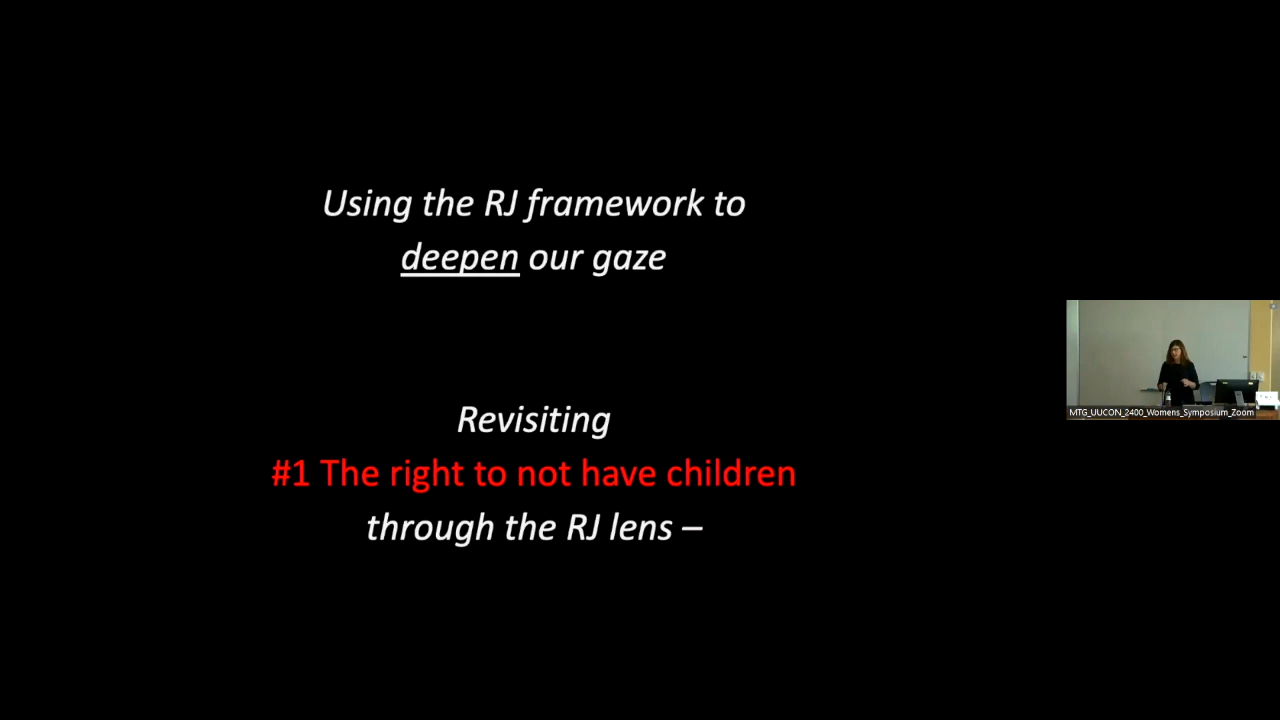 Using the RJ framework to
deepen our gaze
Revisiting
#1 The right to not have children
through the RJ lens –
MTG_UUCON_2400_Womens_Symposium_Zoom